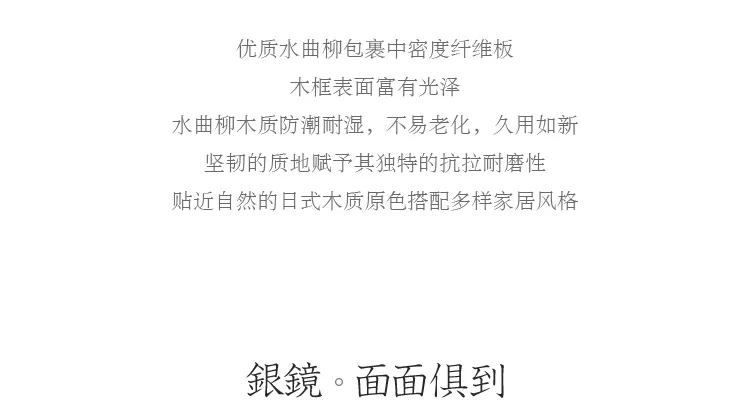 优质水曲柳包裹中密度纤维板
木框表面富有光泽
水曲柳木质防潮耐湿，不易老化，久用如新
坚韧的质地赋予其独特的抗拉耐磨性
贴近自然的日式木质原色搭配多样家居风格
銀鏡。面面俱到